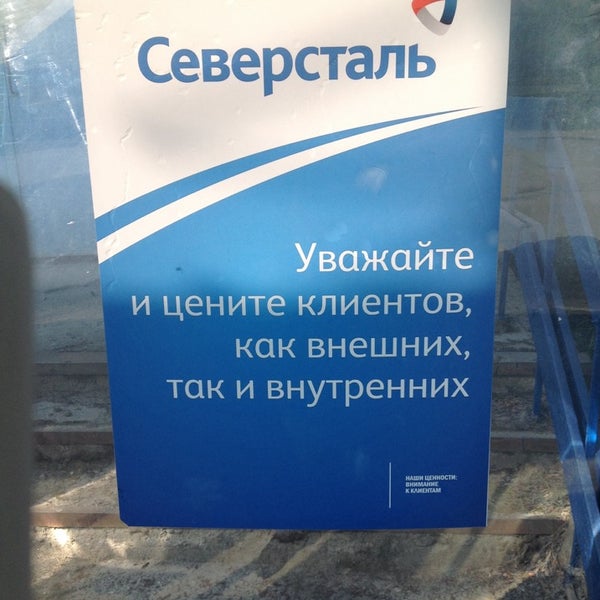 Северсталь
Уважайте
и цените клиентов,
как внешних,
так и внутренних
НАШИ ЦЕННОСТИ:
ВНИМАНИЕ
К КЛИЕНТАМ